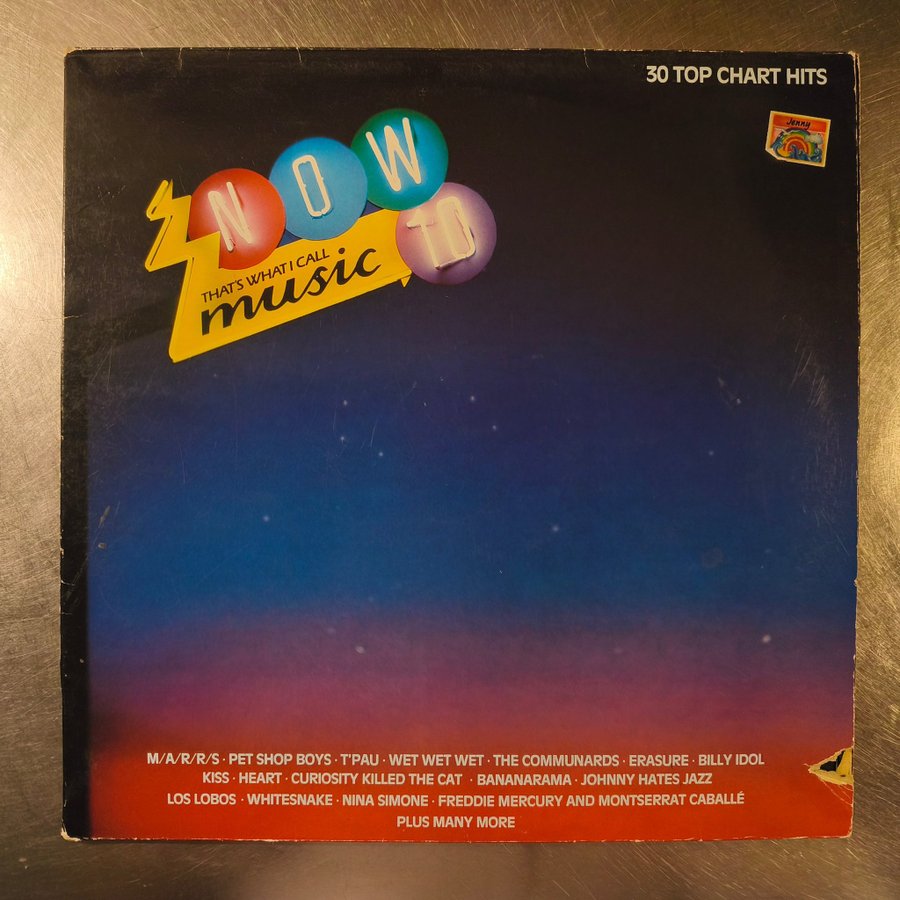 30 TOP CHART HITS
Jenny
NOW
10
THAT'S WHAT I CALL
music
M/A/R/R/S · PET SHOP BOYS · T'PAU · WET WET WET · THE COMMUNARDS · ERASURE · BILLY IDOL
KISS · HEART · CURIOSITY KILLED THE CAT · BANANARAMA · JOHNNY HATES JAZZ
LOS LOBOS · WHITESNAKE · NINA SIMONE · FREDDIE MERCURY AND MONTSERRAT CABALLÉ
PLUS MANY MORE